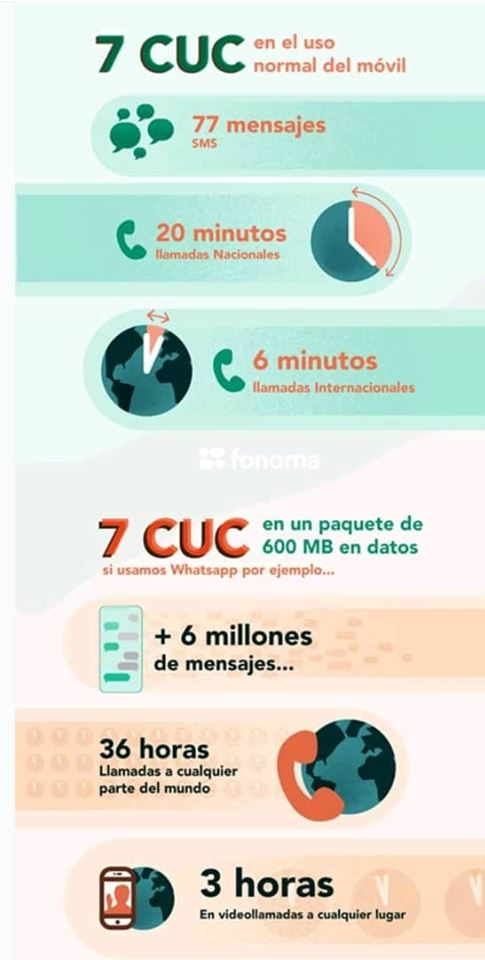 7 CUC en el uso
normal del móvil
77 mensajes
SMS
20 minutos
llamadas Nacionales
6 minutos
llamadas Internacionales
fonoma
7 CUC en un paquete de
600 MB en datos
si usamos Whatsapp por ejemplo...
+ 6 millones
de mensajes...
36 horas
Llamadas a cualquier
parte del mundo
3 horas
En videollamadas a cualquier lugar